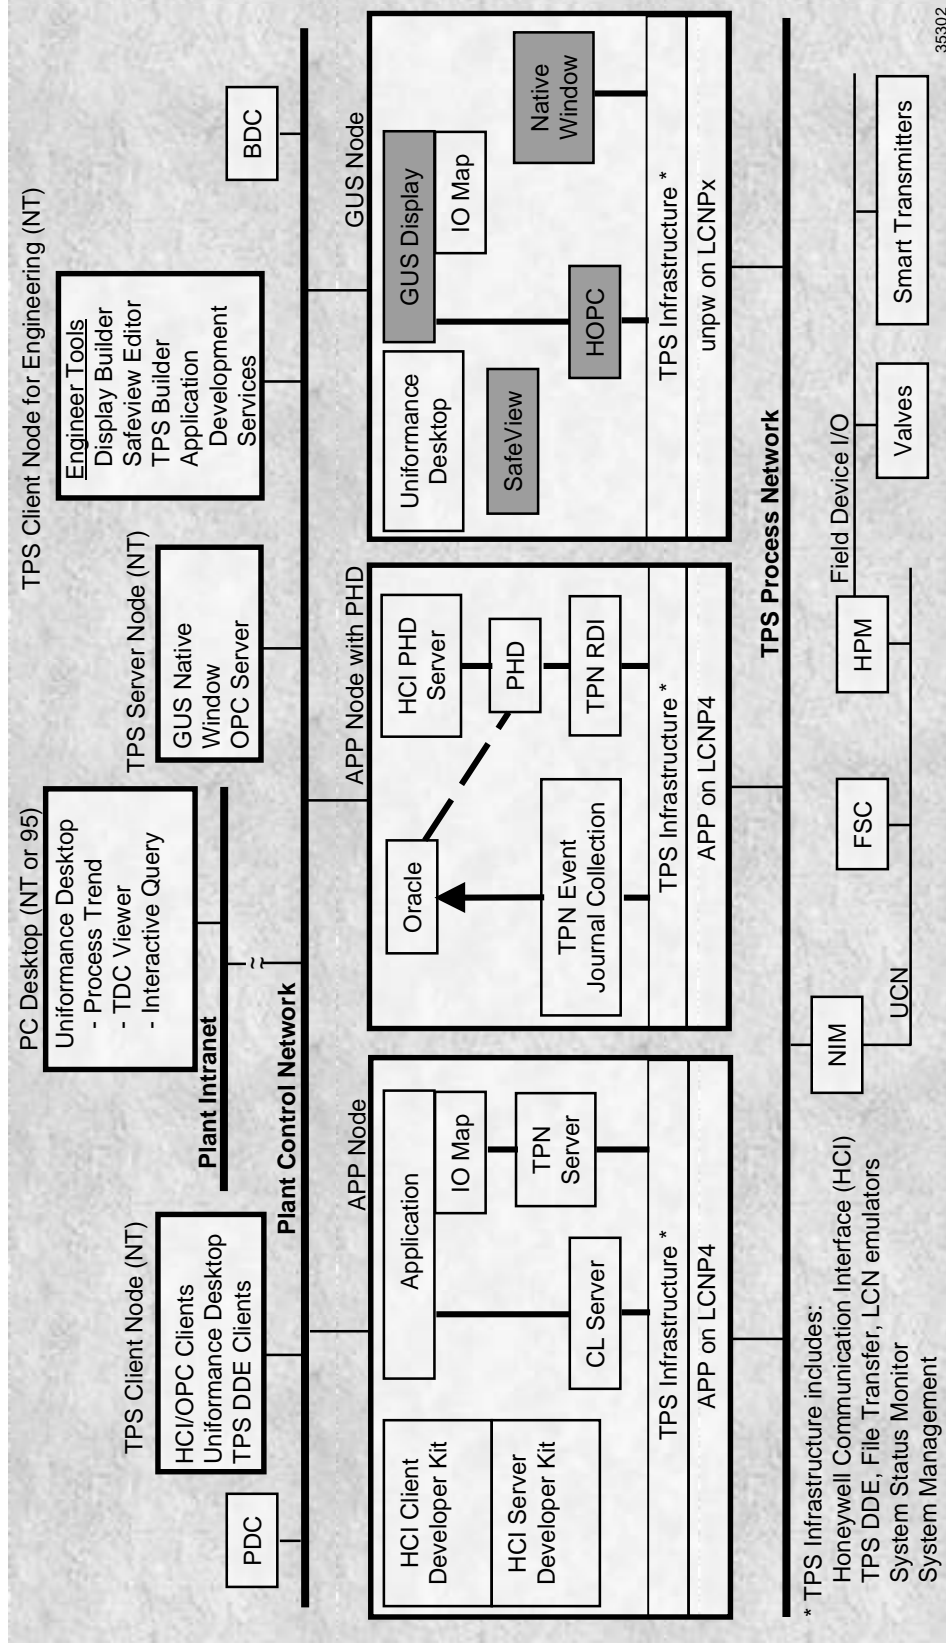 TPS Client Node for Engineering (NT)
PC Desktop (NT or 95)
Uniformance Desktop
- Process Trend
- TDC Viewer
- Interactive Query
Plant Intranet
TPS Client Node (NT)
HCI/OPC Clients
Uniformance Desktop
TPS DDE Clients
PDC
TPS Server Node (NT)
GUS Native
Window
OPC Server
Engineer Tools
Display Builder
Safeview Editor
TPS Builder
Application
Development
Services
BDC
Plant Control Network
≈
APP Node
HCI Client
Developer Kit
HCI Server
Developer Kit
Application
IO Map
CL Server
TPN
Server
TPS Infrastructure *
APP on LCNP4
APP Node with PHD
Oracle
HCI PHD
Server
PHD
TPN Event
Journal Collection
TPN RDI
TPS Infrastructure *
APP on LCNP4
GUS Node
Uniformance
Desktop
GUS Display
IO Map
SafeView
HOPC
Native
Window
TPS Infrastructure *
unpw on LCNPx
TPS Process Network
* TPS Infrastructure includes:
Honeywell Communication Interface (HCI)
TPS DDE, File Transfer, LCN emulators
System Status Monitor
System Management
NIM
UCN
FSC
HPM
Field Device I/O
Valves
Smart Transmitters
35302